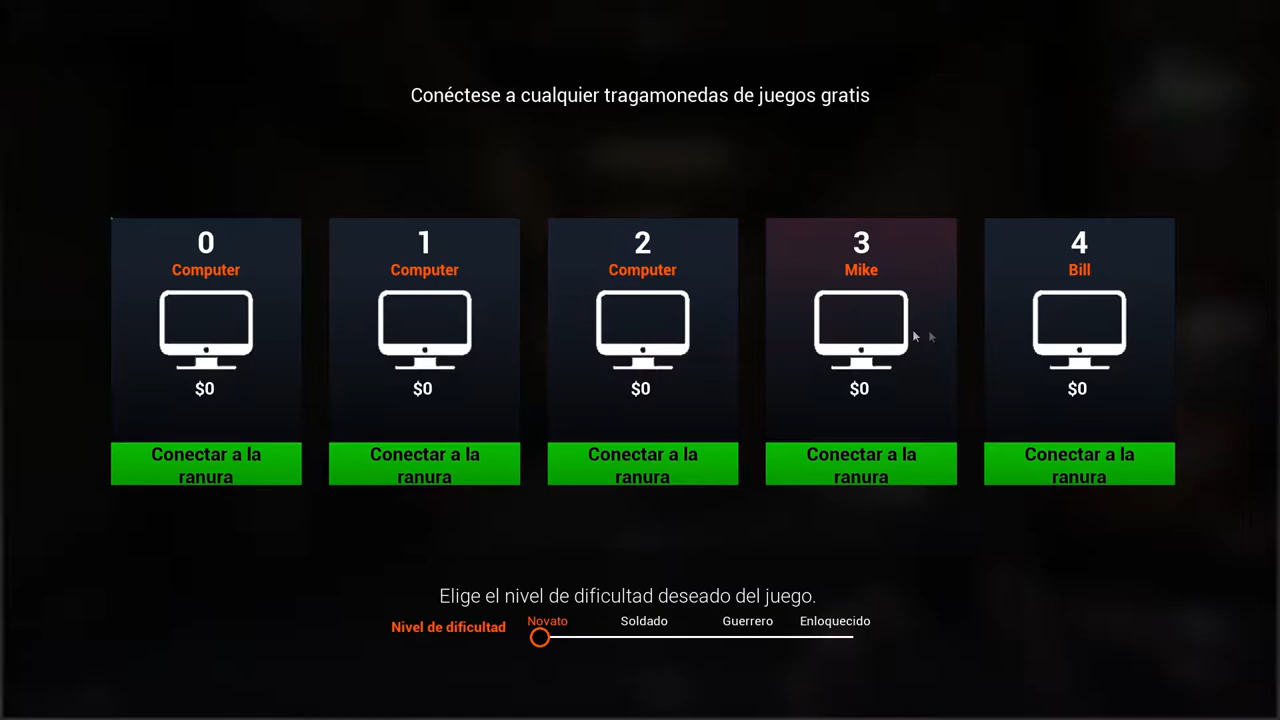 Conéctese a cualquier tragamonedas de juegos gratis
0
Computer
$0
Conectar a la
ranura
1
Computer
$0
Conectar a la
ranura
2
Computer
$0
Conectar a la
ranura
3
Mike
$0
Conectar a la
ranura
4
Bill
$0
Conectar a la
ranura
Elige el nivel de dificultad deseado del juego.
Nivel de dificultad
Novato Soldado Guerrero Enloquecido